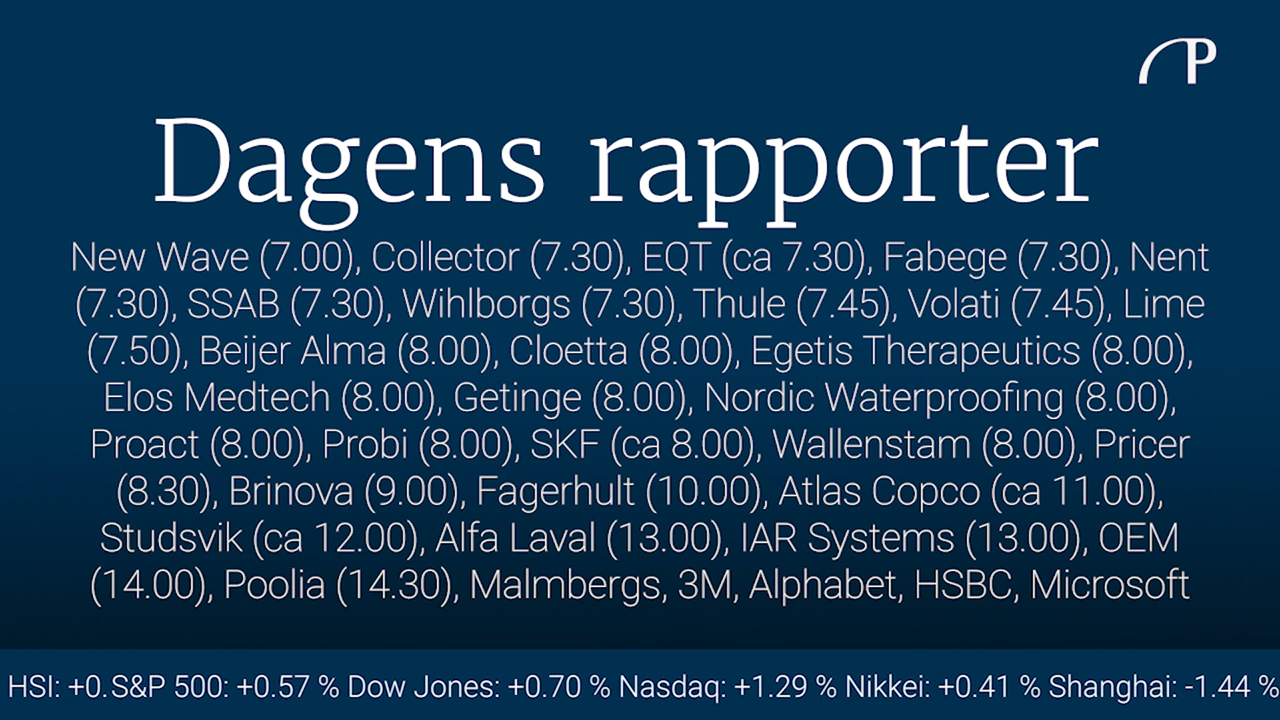 P
Dagens rapporter
New Wave (7.00), Collector (7.30), EQT (ca 7.30), Fabege (7.30), Nent
(7.30), SSAB (7.30), Wihlborgs (7.30), Thule (7.45), Volati (7.45), Lime
(7.50), Beijer Alma (8.00), Cloetta (8.00), Egetis Therapeutics (8.00),
Elos Medtech (8.00), Getinge (8.00), Nordic Waterproofing (8.00),
Proact (8.00), Probi (8.00), SKF (ca 8.00), Wallenstam (8.00), Pricer
(8.30), Brinova (9.00), Fagerhult (10.00), Atlas Copco (ca 11.00),
Studsvik (ca 12.00), Alfa Laval (13.00), IAR Systems (13.00), OEM
(14.00), Poolia (14.30), Malmbergs, 3M, Alphabet, HSBC, Microsoft
HSI: +0.S&P 500: +0.57 % Dow Jones: +0.70 % Nasdaq: +1.29 % Nikkei: +0.41 % Shanghai: -1.44 %